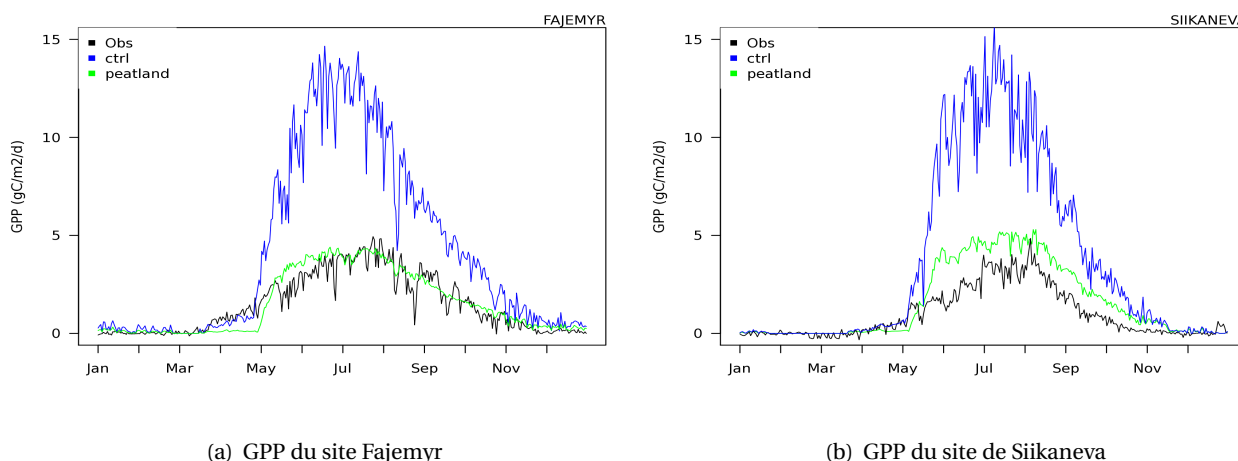 FAJEMYR
Obs
ctrl
peatland
GPP (gC/m2/d)
15
10
5
0
Jan Mar May Jul Sep Nov
(a) GPP du site Fajemyr
SIIKANEVA
Obs
ctrl
peatland
GPP (gC/m2/d)
15
10
5
0
Jan Mar May Jul Sep Nov
(b) GPP du site de Siikaneva